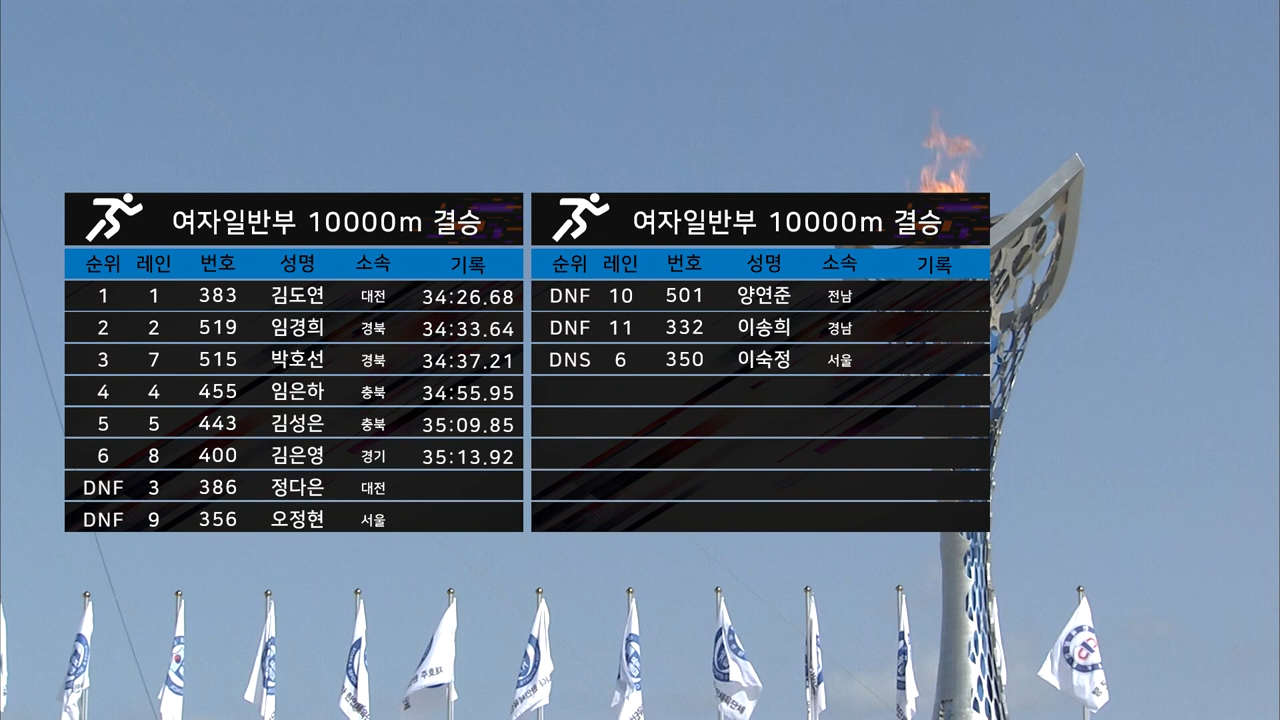 여자일반부 10000m 결승
순위 레인 번호 성명 소속 기록
1 1 383 김도연 대전 34:26.68
2 2 519 임경희 경북 34:33.64
3 7 515 박호선 경북 34:37.21
4 4 455 임은하 충북 34:55.95
5 5 443 김성은 충북 35:09.85
6 8 400 김은영 경기 35:13.92
DNF 3 386 정다은 대전
DNF 9 356 오정현 서울
여자일반부 10000m 결승
순위 레인 번호 성명 소속 기록
DNF 10 501 양연준 전남
DNF 11 332 이송희 경남
DNS 6 350 이숙정 서울